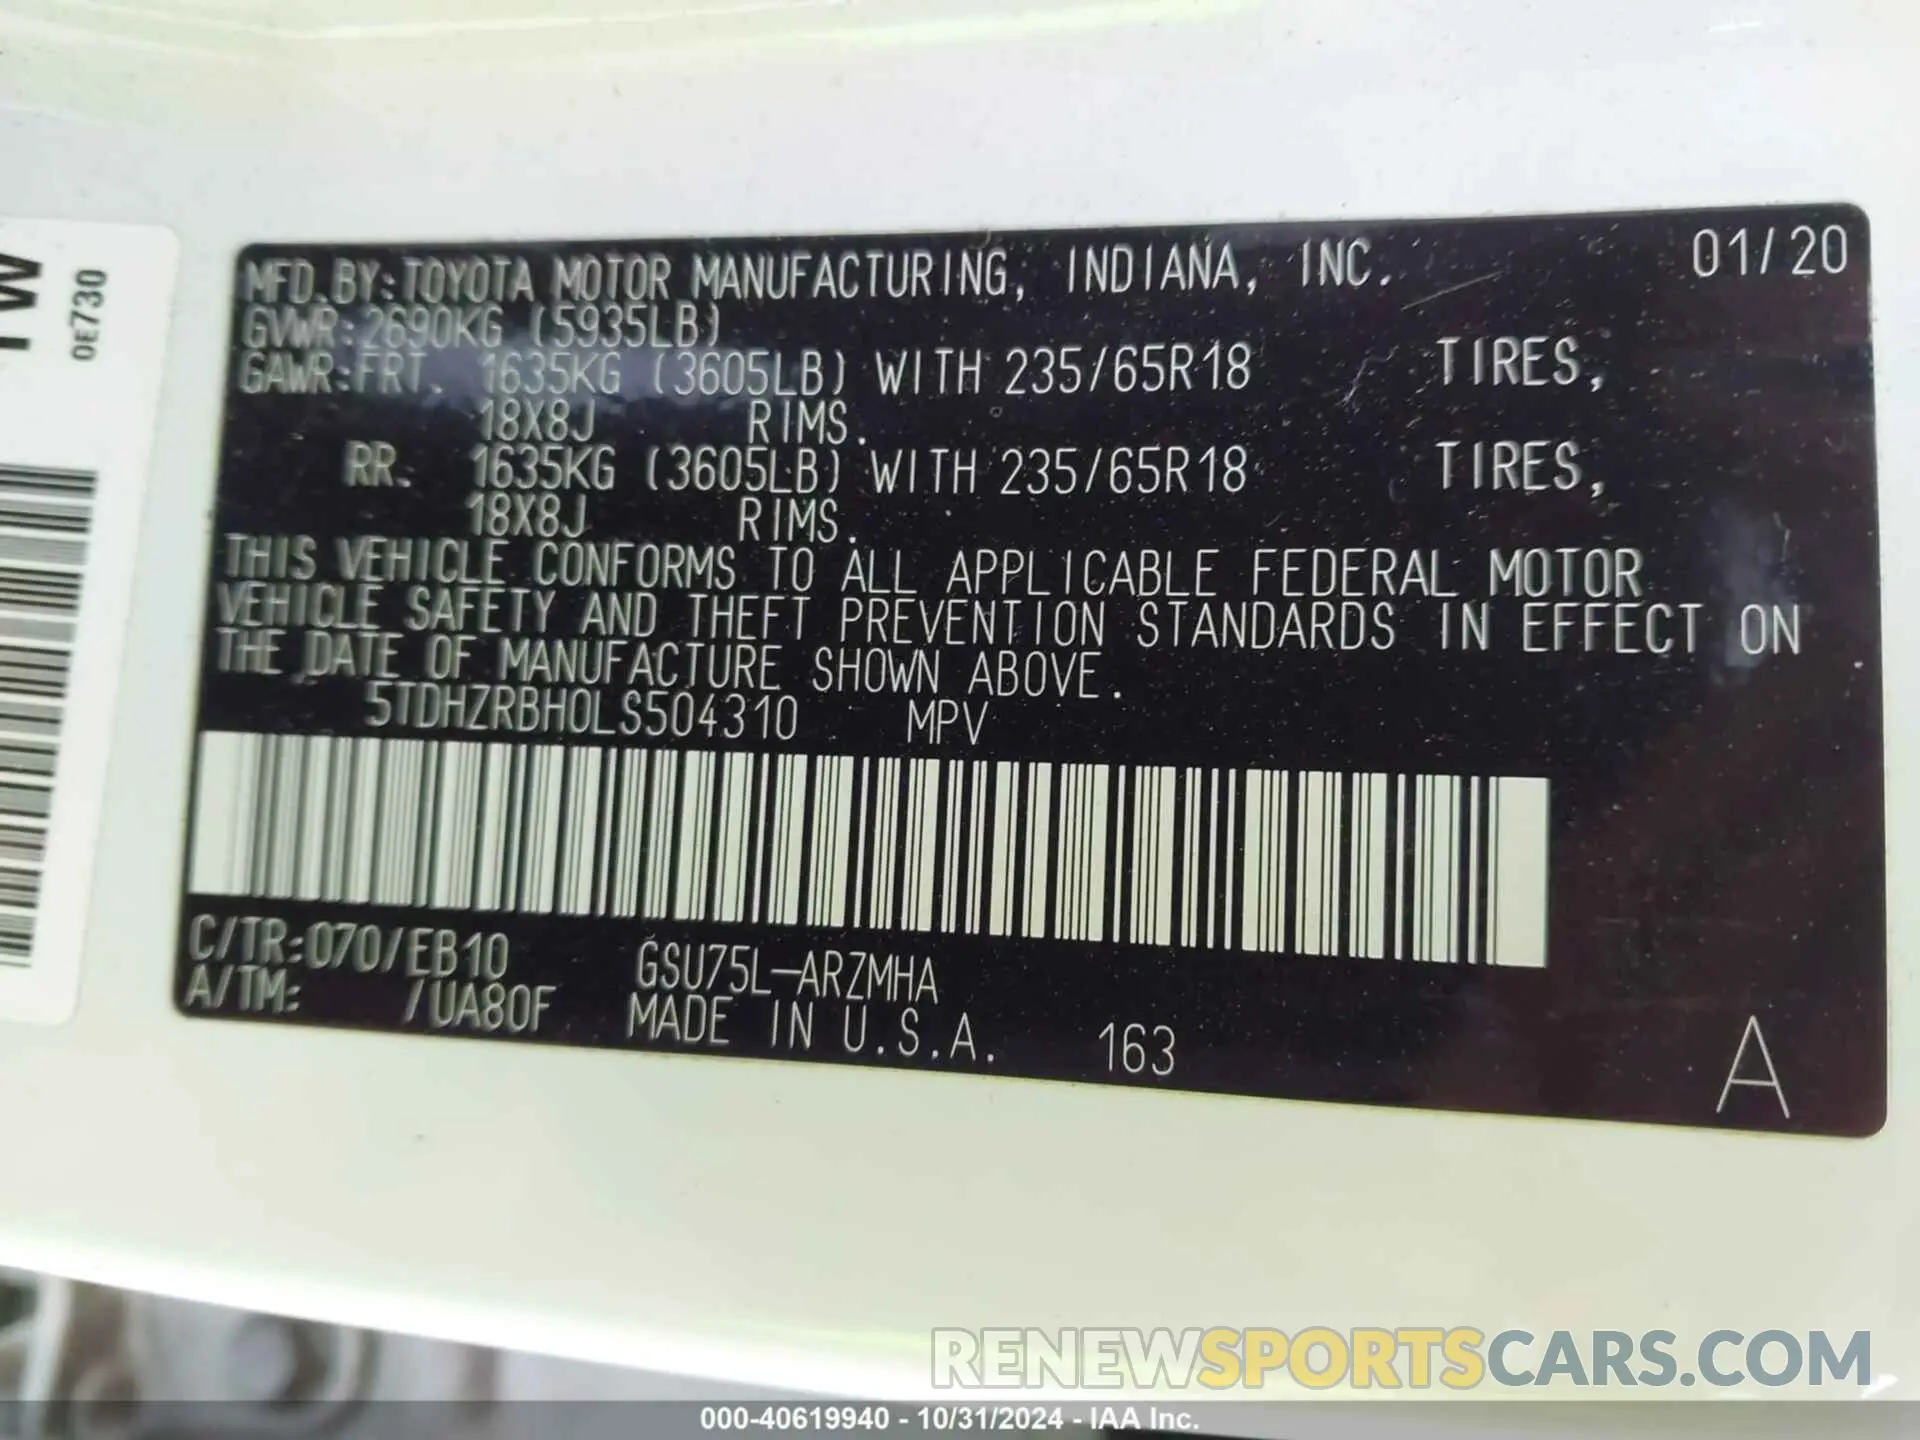 TW
OE730
MFD. BY: TOYOTA MOTOR MANUFACTURING, INDIANA, INC. 01/20
GVWR: 2690KG (5935LB)
GAWR: FRT. 1635KG (3605LB) WITH 235/65R18 TIRES,
18X8J RIMS.
RR. 1635KG (3605LB) WITH 235/65R18 TIRES,
18X8J RIMS.
THIS VEHICLE CONFORMS TO ALL APPLICABLE FEDERAL MOTOR
VEHICLE SAFETY AND THEFT PREVENTION STANDARDS IN EFFECT ON
THE DATE OF MANUFACTURE SHOWN ABOVE.
5TDHZRBH0LS504310 MPV
C/TR: 070/EB10 GSU75L-ARZMHA
A/TM: /UA80F MADE IN U.S.A. 163 A
RENEWSPORTSCARS.COM
000-40619940 - 10/31/2024 - IAA Inc.